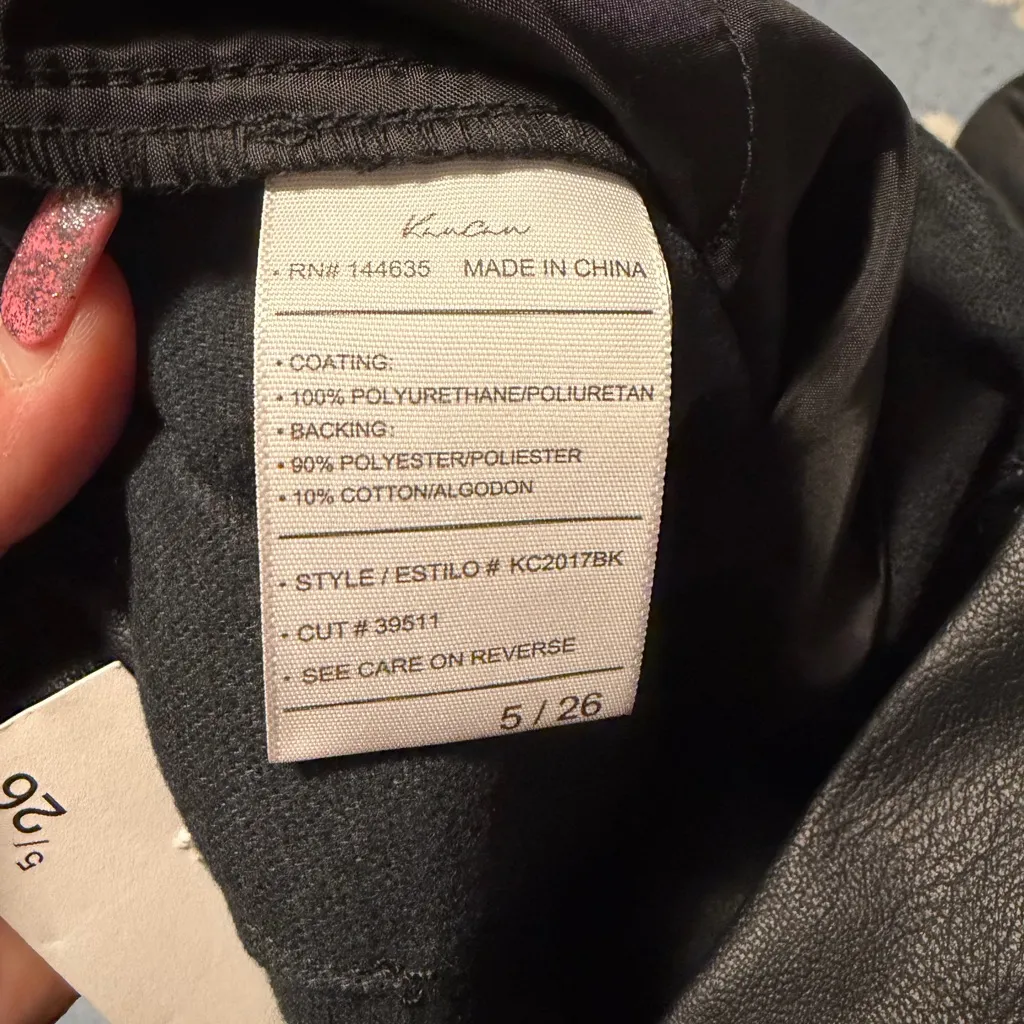 KanCan
• RN# 144635 MADE IN CHINA
• COATING:
• 100% POLYURETHANE/POLIURETAN
• BACKING:
• 90% POLYESTER/POLIESTER
• 10% COTTON/ALGODON
• STYLE / ESTILO # KC2017BK
• CUT # 39511
• SEE CARE ON REVERSE
5 / 26
5/26